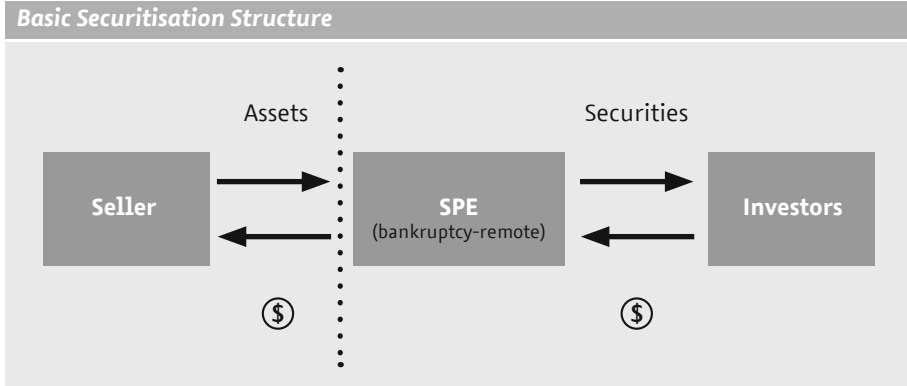 Basic Securitisation Structure
Assets
Securities
Seller
SPE
(bankruptcy-remote)
Investors
$
$